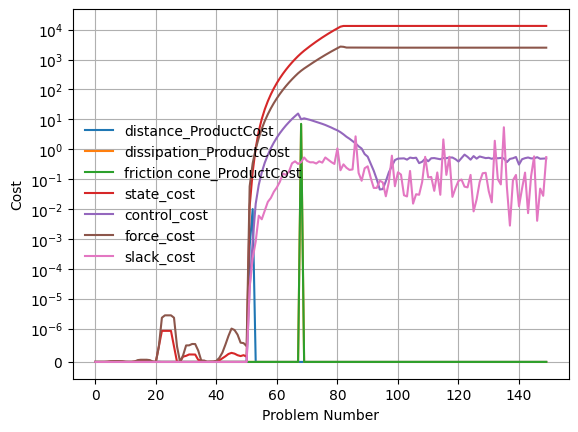 10⁴
10³
10²
10¹
10⁰
10⁻¹
10⁻²
10⁻³
10⁻⁴
10⁻⁵
10⁻⁶
0
Cost
distance_ProductCost
dissipation_ProductCost
friction cone_ProductCost
state_cost
control_cost
force_cost
slack_cost
0 20 40 60 80 100 120 140
Problem Number